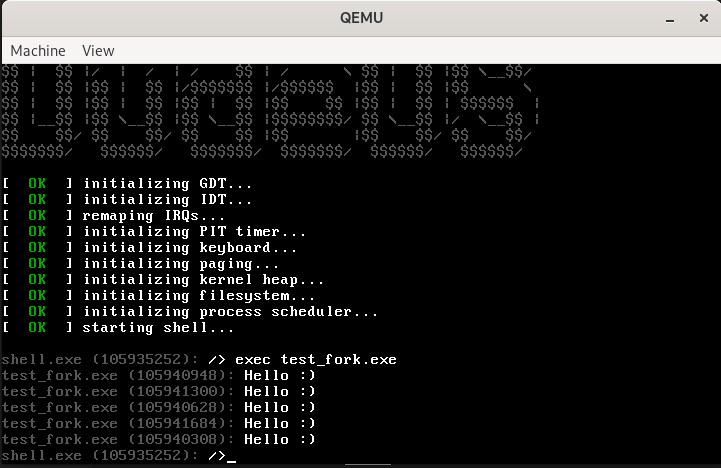 QEMU
Machine View
[  OK  ] initializing GDT...
[  OK  ] initializing IDT...
[  OK  ] remaping IRQs...
[  OK  ] initializing PIT timer...
[  OK  ] initializing keyboard...
[  OK  ] initializing paging...
[  OK  ] initializing kernel heap...
[  OK  ] initializing filesystem...
[  OK  ] initializing process scheduler...
[  OK  ] starting shell...
shell.exe (105935252): /> exec test_fork.exe
test_fork.exe (105940948): Hello :)
test_fork.exe (105941300): Hello :)
test_fork.exe (105940628): Hello :)
test_fork.exe (105941684): Hello :)
test_fork.exe (105940308): Hello :)
shell.exe (105935252): />_